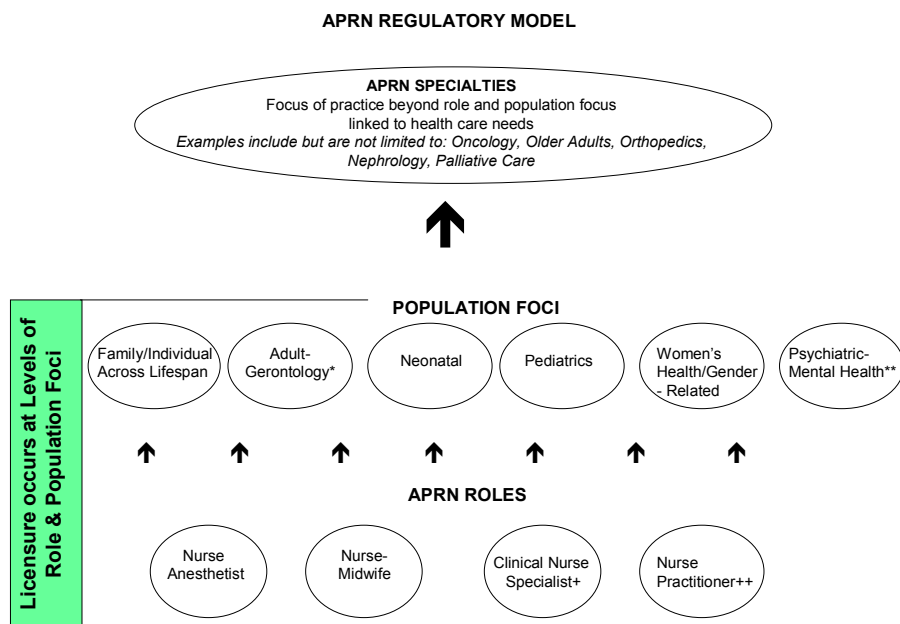 APRN REGULATORY MODEL
APRN SPECIALTIES
Focus of practice beyond role and population focus
linked to health care needs
Examples include but are not limited to: Oncology, Older Adults, Orthopedics,
Nephrology, Palliative Care
Licensure occurs at Levels of
Role & Population Foci
POPULATION FOCI
Family/Individual
Across Lifespan
Adult-
Gerontology*
Neonatal
Pediatrics
Women's
Health/Gender
- Related
Psychiatric-
Mental Health**
APRN ROLES
Nurse
Anesthetist
Nurse-
Midwife
Clinical Nurse
Specialist+
Nurse
Practitioner++